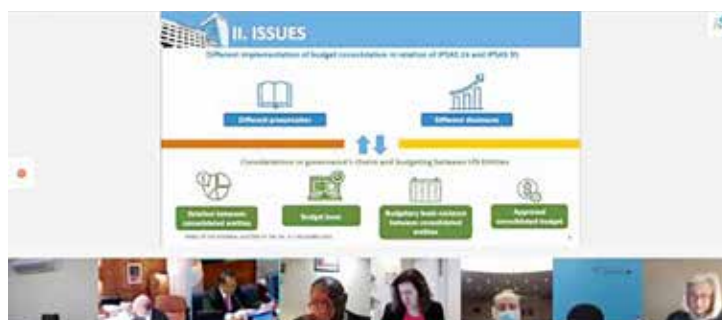 II. ISSUES
Different implementation of budget consolidation in relation of IPSAS 24 and IPSAS 35
Different presentation
Different disclosure
Considerations on governance's choice and budgeting between UN Entities
Relation between
consolidated entities
Budget base
Budgetary basis variance
between consolidated
entities
Approved
consolidated budget